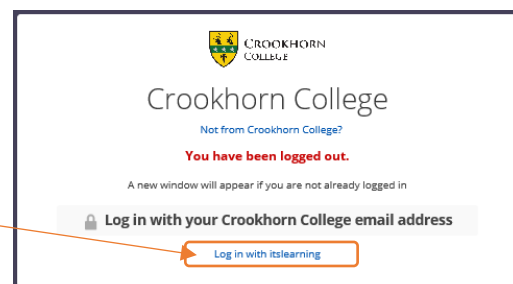 CROOKHORN
COLLEGE
Crookhorn College
Not from Crookhorn College?
You have been logged out.
A new window will appear if you are not already logged in
Log in with your Crookhorn College email address
Log in with itslearning